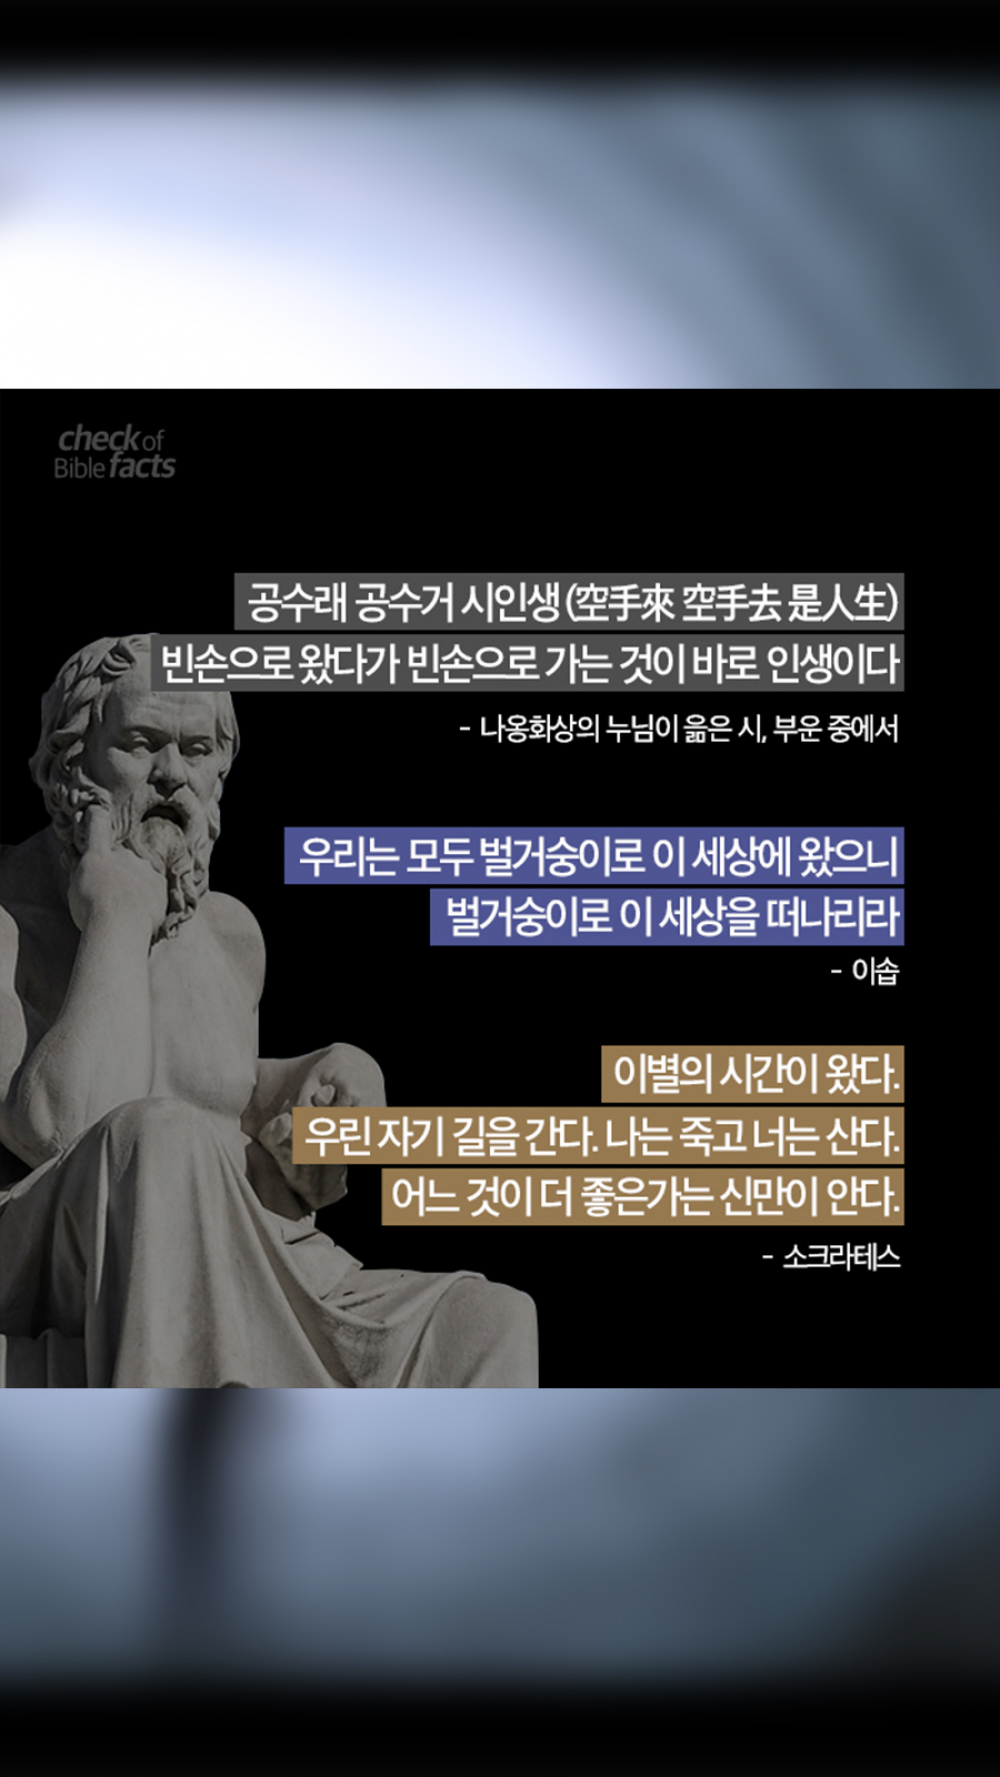 check of
Bible facts
공수래 공수거 시인생(空手來 空手去 是人生)
빈손으로 왔다가 빈손으로 가는 것이 바로 인생이다
- 나옹화상의 누님이 읊은 시, 부운 중에서
우리는 모두 벌거숭이로 이 세상에 왔으니
벌거숭이로 이 세상을 떠나리라
- 이솝
이별의 시간이 왔다.
우린 자기 길을 간다. 나는 죽고 너는 산다.
어느 것이 더 좋은가는 신만이 안다.
- 소크라테스